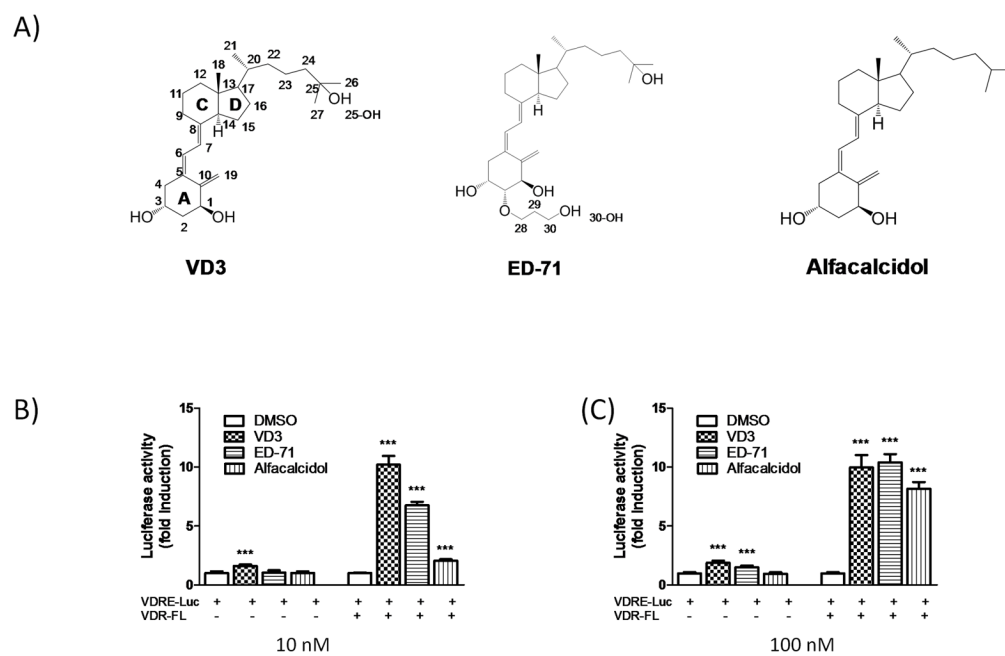 A)
21
20
22
24
18
23
25
26
12
13
17
27
OH
25-OH
11
C
D
16
9
14
15
8
H
7
6
5
10
19
4
A
3
1
HO
OH
2
VD3
OH
H
HO
OH
29
O
OH
30-OH
28
30
ED-71
H
HO
OH
Alfacalcidol
B)
Luciferase activity
(fold induction)
15
10
5
0
DMSO
VD3
ED-71
Alfacalcidol
***
***
***
***
VDRE-Luc + + + + + + + +
VDR-FL - - - - + + + +
10 nM
(C)
Luciferase activity
(fold induction)
15
10
5
0
DMSO
VD3
ED-71
Alfacalcidol
*** *** *** *** ***
VDRE-Luc + + + + + + + +
VDR-FL - - - - + + + +
100 nM